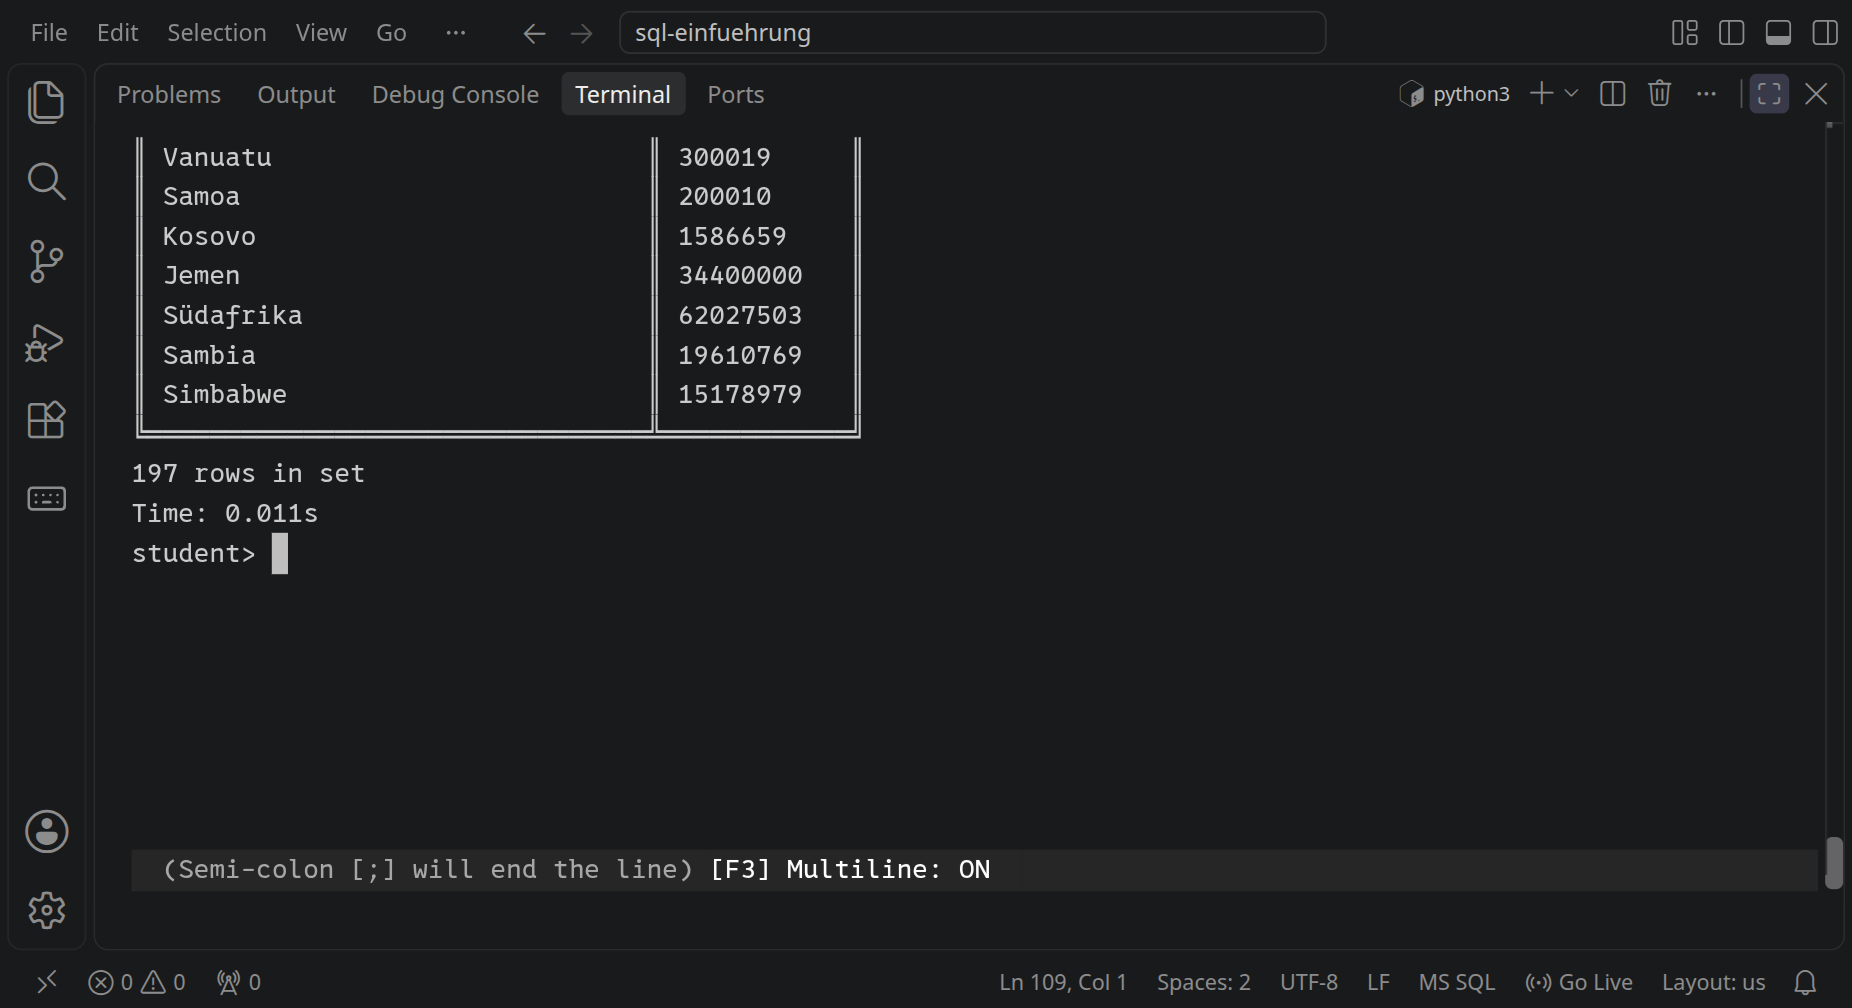 File Edit Selection View Go ··· sql-einfuehrung
Problems Output Debug Console Terminal Ports python3
Vanuatu 300019
Samoa 200010
Kosovo 1586659
Jemen 34400000
Südafrika 62027503
Sambia 19610769
Simbabwe 15178979
197 rows in set
Time: 0.011s
student>
(Semi-colon [;] will end the line) [F3] Multiline: ON
0 0 0 Ln 109, Col 1 Spaces: 2 UTF-8 LF MS SQL Go Live Layout: us